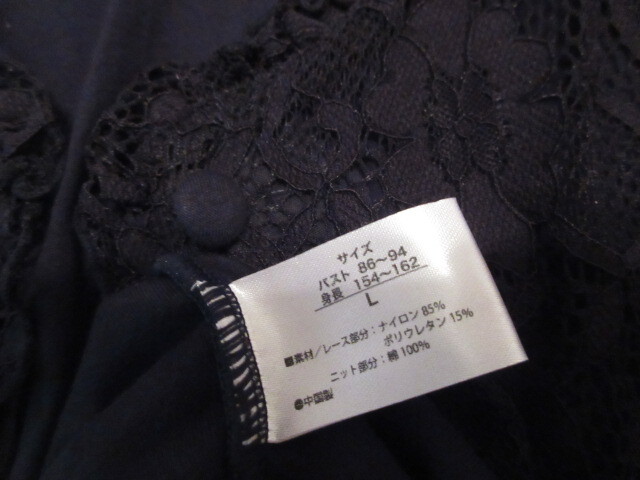 サイズ
バスト 86～94
身長 154～162
L
■素材/レース部分：ナイロン 85%
ポリウレタン 15%
ニット部分：綿 100%
●中国製